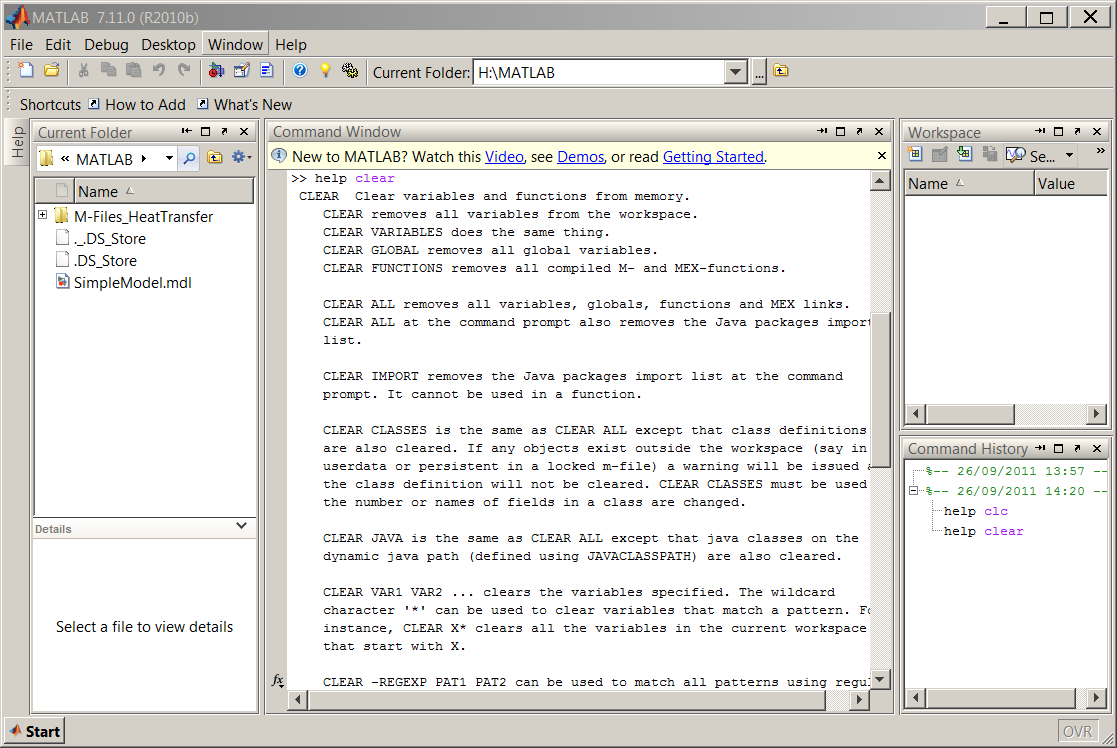 MATLAB 7.11.0 (R2010b)
File Edit Debug Desktop Window Help
Current Folder: H:\MATLAB ...
Shortcuts How to Add What's New
Help
Current Folder
« MATLAB
Name
M-Files_HeatTransfer
._.DS_Store
.DS_Store
SimpleModel.mdl
Details
Select a file to view details
Command Window
New to MATLAB? Watch this Video, see Demos, or read Getting Started.
>> help clear
CLEAR  Clear variables and functions from memory.
CLEAR removes all variables from the workspace.
CLEAR VARIABLES does the same thing.
CLEAR GLOBAL removes all global variables.
CLEAR FUNCTIONS removes all compiled M- and MEX-functions.
CLEAR ALL removes all variables, globals, functions and MEX links.
CLEAR ALL at the command prompt also removes the Java packages import
list.
CLEAR IMPORT removes the Java packages import list at the command
prompt. It cannot be used in a function.
CLEAR CLASSES is the same as CLEAR ALL except that class definitions
are also cleared. If any objects exist outside the workspace (say in
userdata or persistent in a locked m-file) a warning will be issued
the class definition will not be cleared. CLEAR CLASSES must be used
the number or names of fields in a class are changed.
CLEAR JAVA is the same as CLEAR ALL except that java classes on the
dynamic java path (defined using JAVACLASSPATH) are also cleared.
CLEAR VAR1 VAR2 ... clears the variables specified. The wildcard
character '*' can be used to clear variables that match a pattern. Fo
instance, CLEAR X* clears all the variables in the current workspace
that start with X.
CLEAR -REGEXP PAT1 PAT2 can be used to match all patterns using regul
fx
Workspace
Se... »
Name Value
Command History
%-- 26/09/2011 13:57 --
%-- 26/09/2011 14:20 --
help clc
help clear
Start
OVR